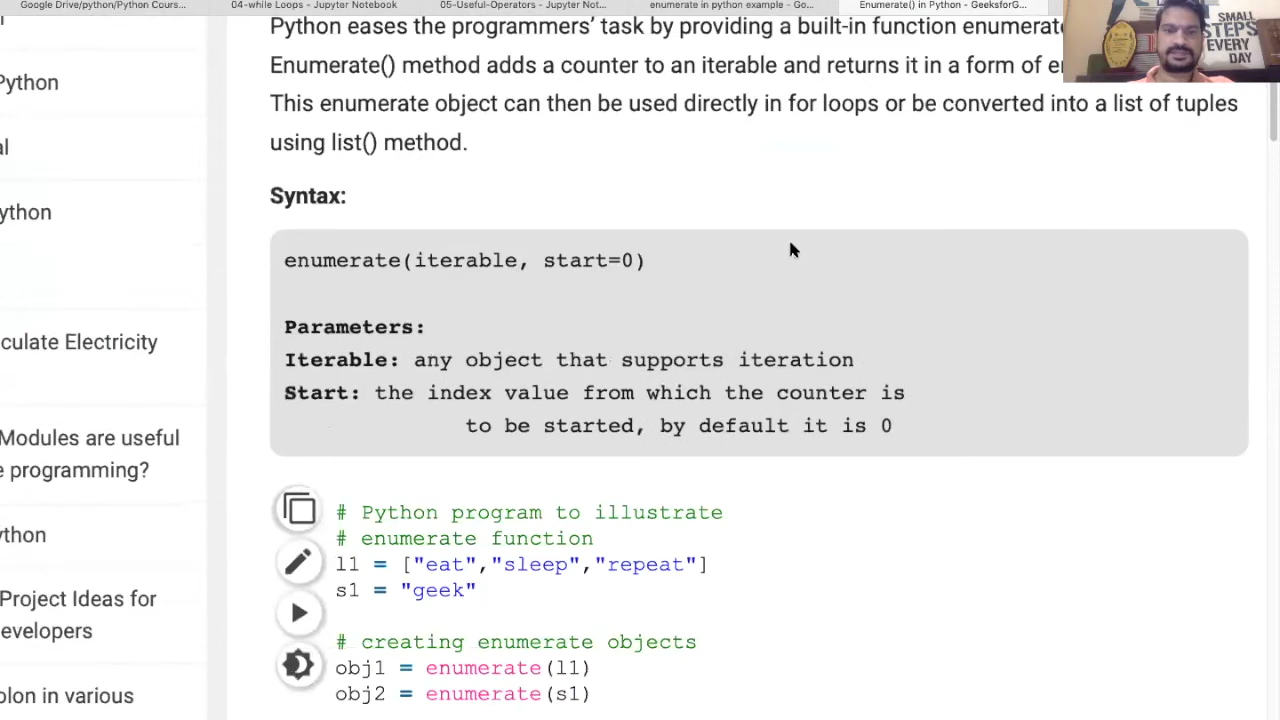 Google Drive/python/Python Cours...
04-while Loops - Jupyter Notebook
05-Useful-Operators - Jupyter Not...
enumerate in python example - Go...
Enumerate() in Python - GeeksforG...
SMALL
STEPS
EVERY
DAY
Python
al
ython
culate Electricity
Modules are useful
e programming?
ython
Project Ideas for
evelopers
olon in various
Python eases the programmers' task by providing a built-in function enumerate
Enumerate() method adds a counter to an iterable and returns it in a form of e
This enumerate object can then be used directly in for loops or be converted into a list of tuples
using list() method.
Syntax:
enumerate(iterable, start=0)
Parameters:
Iterable: any object that supports iteration
Start: the index value from which the counter is
to be started, by default it is 0
# Python program to illustrate
# enumerate function
l1 = ["eat","sleep","repeat"]
s1 = "geek"
# creating enumerate objects
obj1 = enumerate(l1)
obj2 = enumerate(s1)